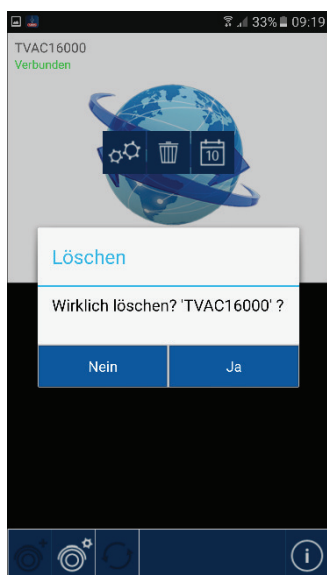 33% 09:19
TVAC16000
Verbunden
10
Löschen
Wirklich löschen? 'TVAC16000' ?
Nein Ja